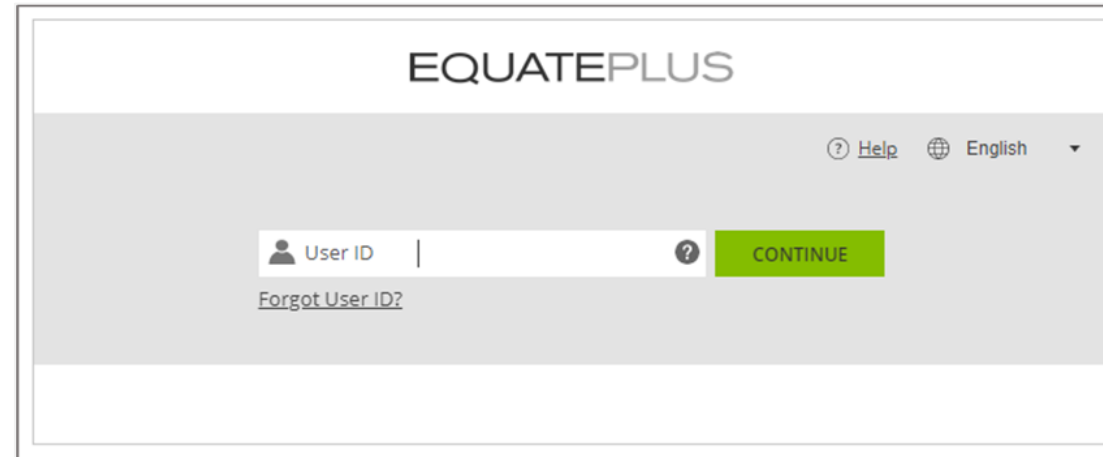 EQUATEPLUS
Help English
User ID CONTINUE
Forgot User ID?